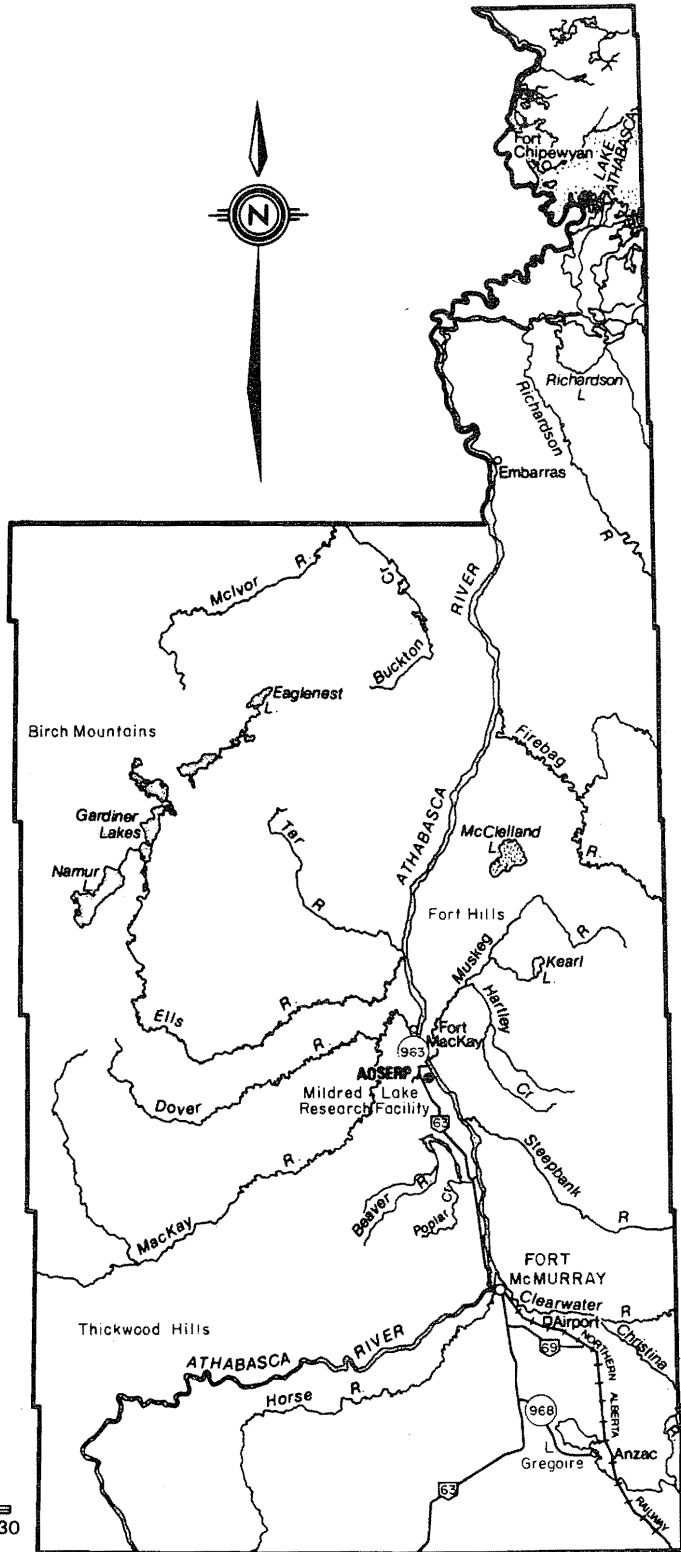 Fort
Chipewyan
LAKE
ATHABASCA
N
Richardson
L.
Richardson
R
Embarras
RIVER
McIvor R.
Cr
Buckton
Eaglenest
L.
Birch Mountains
Firebag
R.
Gardiner
Lakes
Namur
L.
Tar
R
ATHABASCA
McClelland
L.
Fort Hills
Muskeg
R
Kearl
L.
Hartley
Cr
Ells
R.
Fort
MacKay
963
AOSERP
Mildred Lake
Research Facility
Dover
R.
63
MacKay
R.
Beaver R
Poplar Cr
Steepbank
R
FORT
McMURRAY
Clearwater
R
Airport
Christina
69
NORTHERN
ALBERTA
RAILWAY
Thickwood Hills
ATHABASCA RIVER
Horse R.
968
L
Gregoire
Anzac
63
30